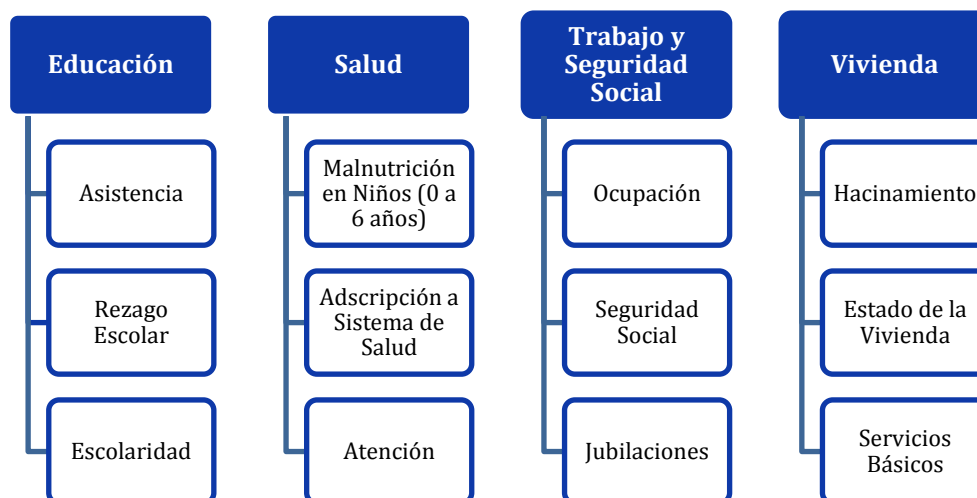 Educación
Asistencia
Rezago
Escolar
Escolaridad
Salud
Malnutrición
en Niños (0 a
6 años)
Adscripción a
Sistema de
Salud
Atención
Trabajo y
Seguridad
Social
Ocupación
Seguridad
Social
Jubilaciones
Vivienda
Hacinamiento
Estado de la
Vivienda
Servicios
Básicos